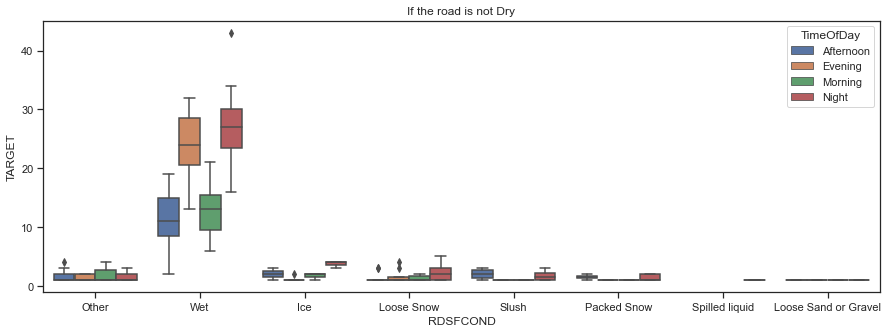 If the road is not Dry
TARGET
40
30
20
10
0
TimeOfDay
Afternoon
Evening
Morning
Night
Other Wet Ice Loose Snow Slush Packed Snow Spilled liquid Loose Sand or Gravel
RDSFCOND